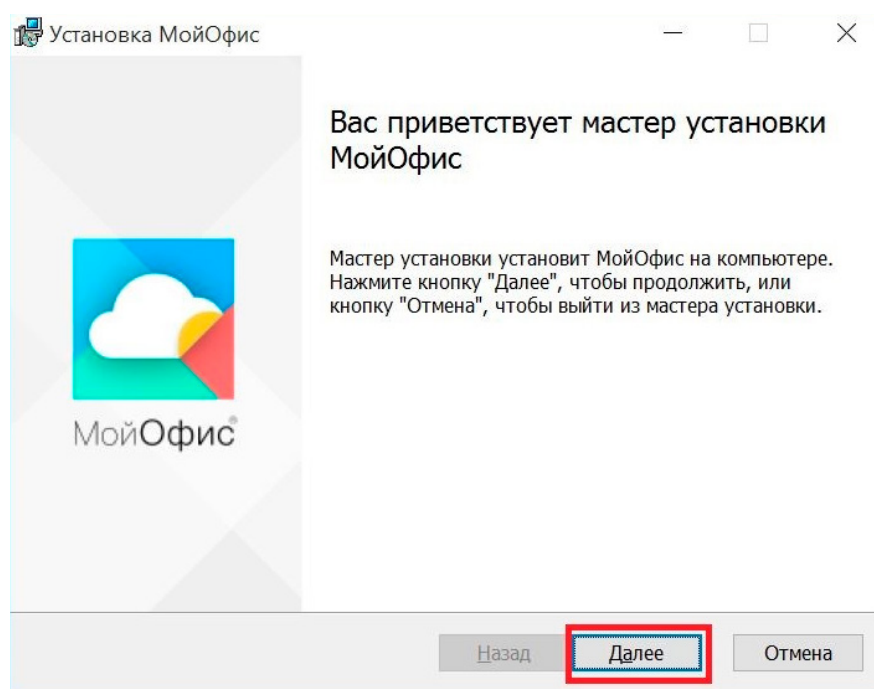 Установка МойОфис
Вас приветствует мастер установки
МойОфис
Мастер установки установит МойОфис на компьютере.
Нажмите кнопку "Далее", чтобы продолжить, или
кнопку "Отмена", чтобы выйти из мастера установки.
МойОфис®
Назад
Далее
Отмена